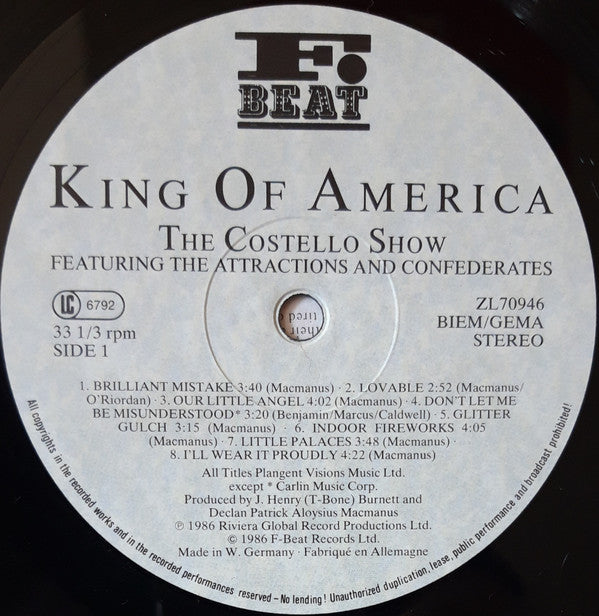 F.
BEAT
KING OF AMERICA
THE COSTELLO SHOW
FEATURING THE ATTRACTIONS AND CONFEDERATES
LC 6792
33 1/3 rpm
SIDE 1
ZL70946
BIEM/GEMA
STEREO
1. BRILLIANT MISTAKE 3:40 (Macmanus) · 2. LOVABLE 2:52 (Macmanus/
O'Riordan) · 3. OUR LITTLE ANGEL 4:02 (Macmanus) · 4. DON'T LET ME
BE MISUNDERSTOOD* 3:20 (Benjamin/Marcus/Caldwell) · 5. GLITTER
GULCH 3:15 (Macmanus) · 6. INDOOR FIREWORKS 4:05
(Macmanus) · 7. LITTLE PALACES 3:48 (Macmanus) ·
8. I'LL WEAR IT PROUDLY 4:22 (Macmanus)
All Titles Plangent Visions Music Ltd.
except * Carlin Music Corp.
Produced by J. Henry (T-Bone) Burnett and
Declan Patrick Aloysius Macmanus
℗ 1986 Riviera Global Record Productions Ltd.
© 1986 F-Beat Records Ltd.
Made in W. Germany · Fabriqué en Allemagne
All copyrights in the recorded works and in the recorded performances reserved – No lending! Unauthorized duplication, lease, public performance and broadcast prohibited!
their
tired